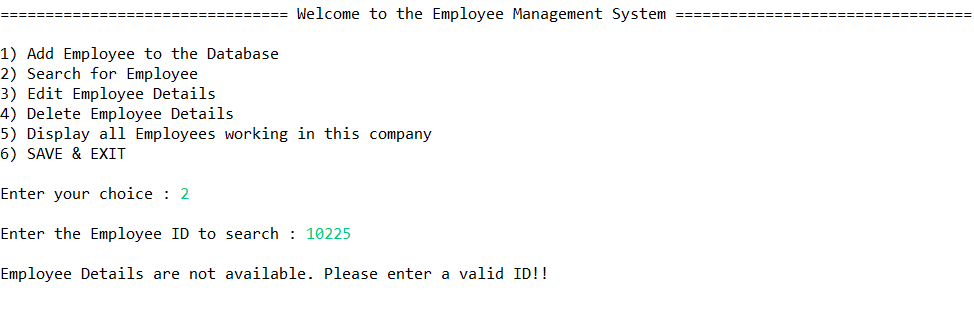 ================================ Welcome to the Employee Management System =================================
1) Add Employee to the Database
2) Search for Employee
3) Edit Employee Details
4) Delete Employee Details
5) Display all Employees working in this company
6) SAVE & EXIT
Enter your choice : 2
Enter the Employee ID to search : 10225
Employee Details are not available. Please enter a valid ID!!